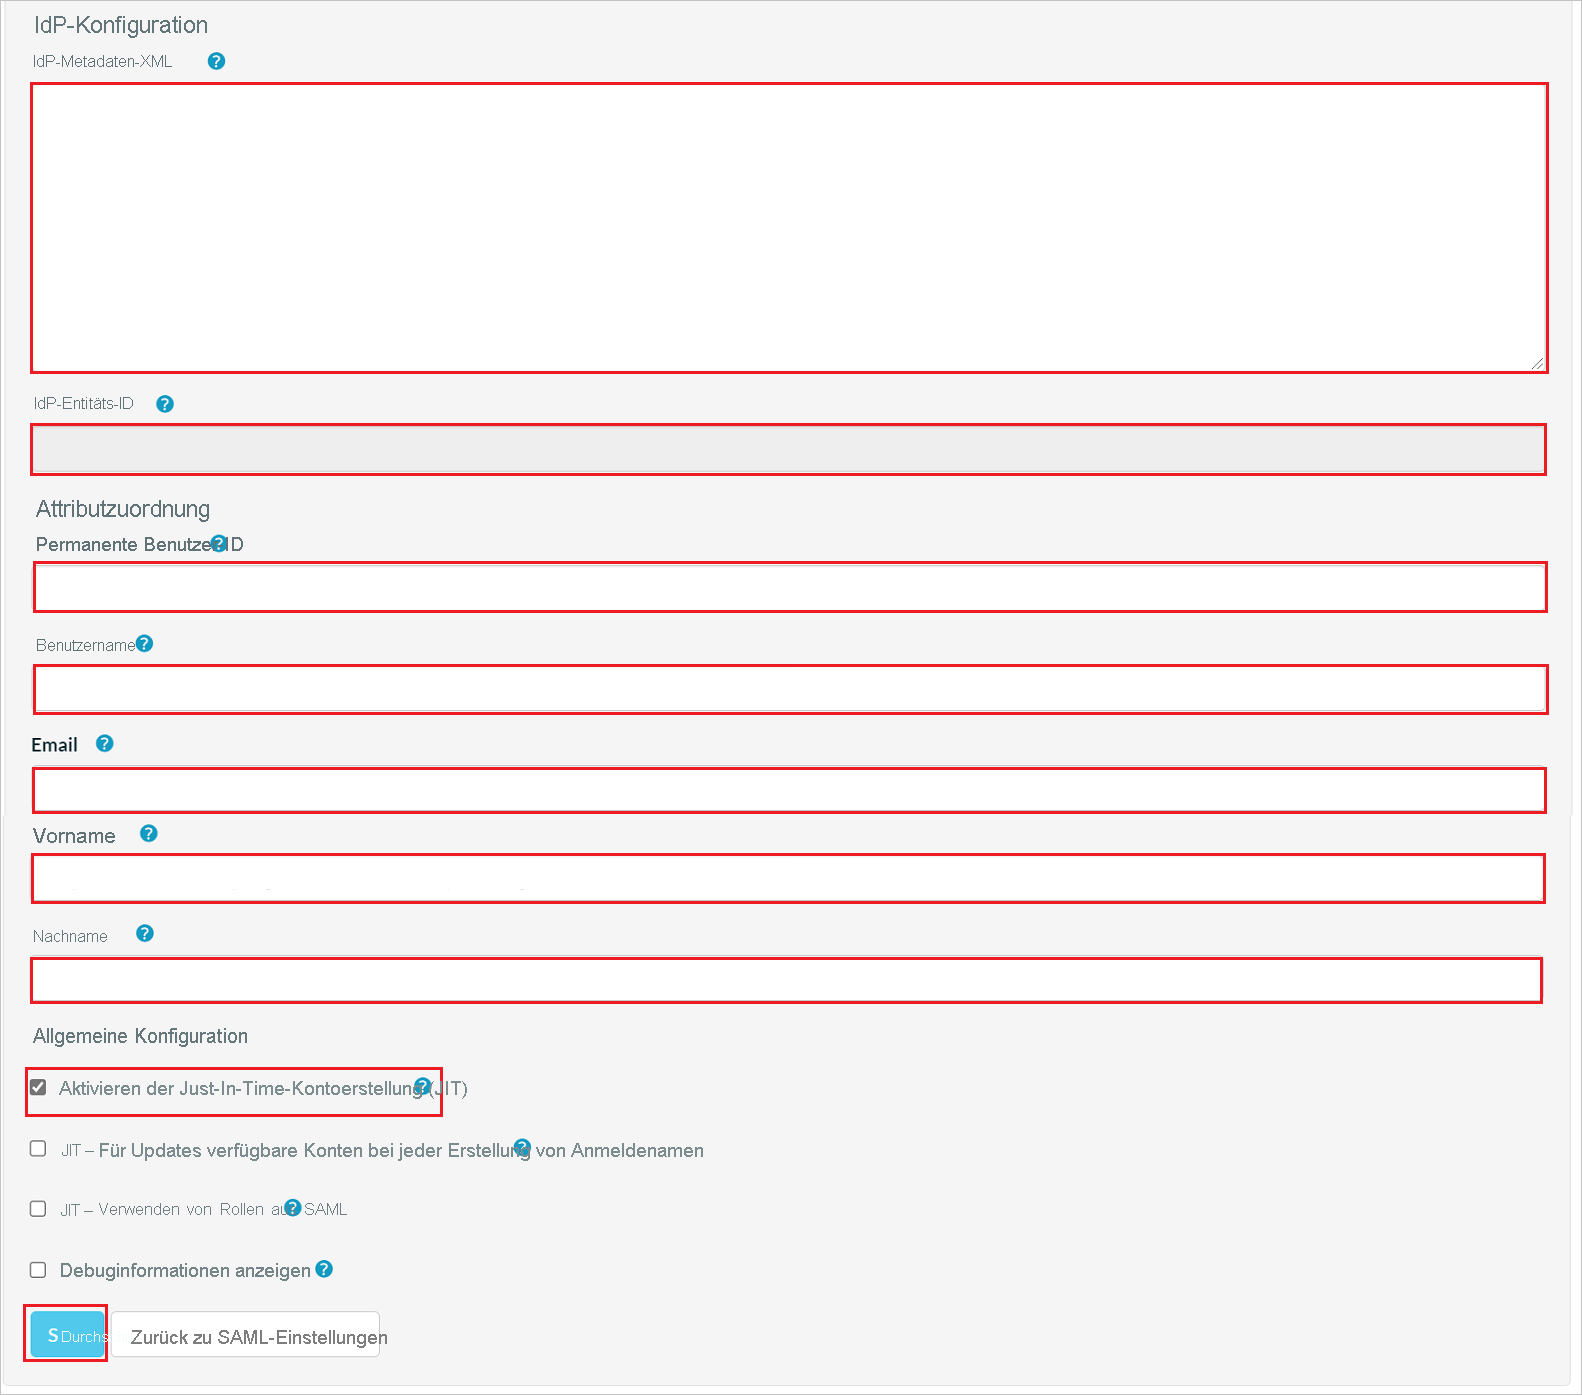 IdP-Konfiguration
IdP-Metadaten-XML ?
IdP-Entitäts-ID ?
Attributzuordnung
Permanente Benutzer-ID ?
Benutzername ?
Email ?
Vorname ?
Nachname ?
Allgemeine Konfiguration
Aktivieren der Just-In-Time-Kontoerstellung (JIT) ?
JIT – Für Updates verfügbare Konten bei jeder Erstellung von Anmeldenamen ?
JIT – Verwenden von Rollen aus SAML ?
Debuginformationen anzeigen ?
S Durchs Zurück zu SAML-Einstellungen